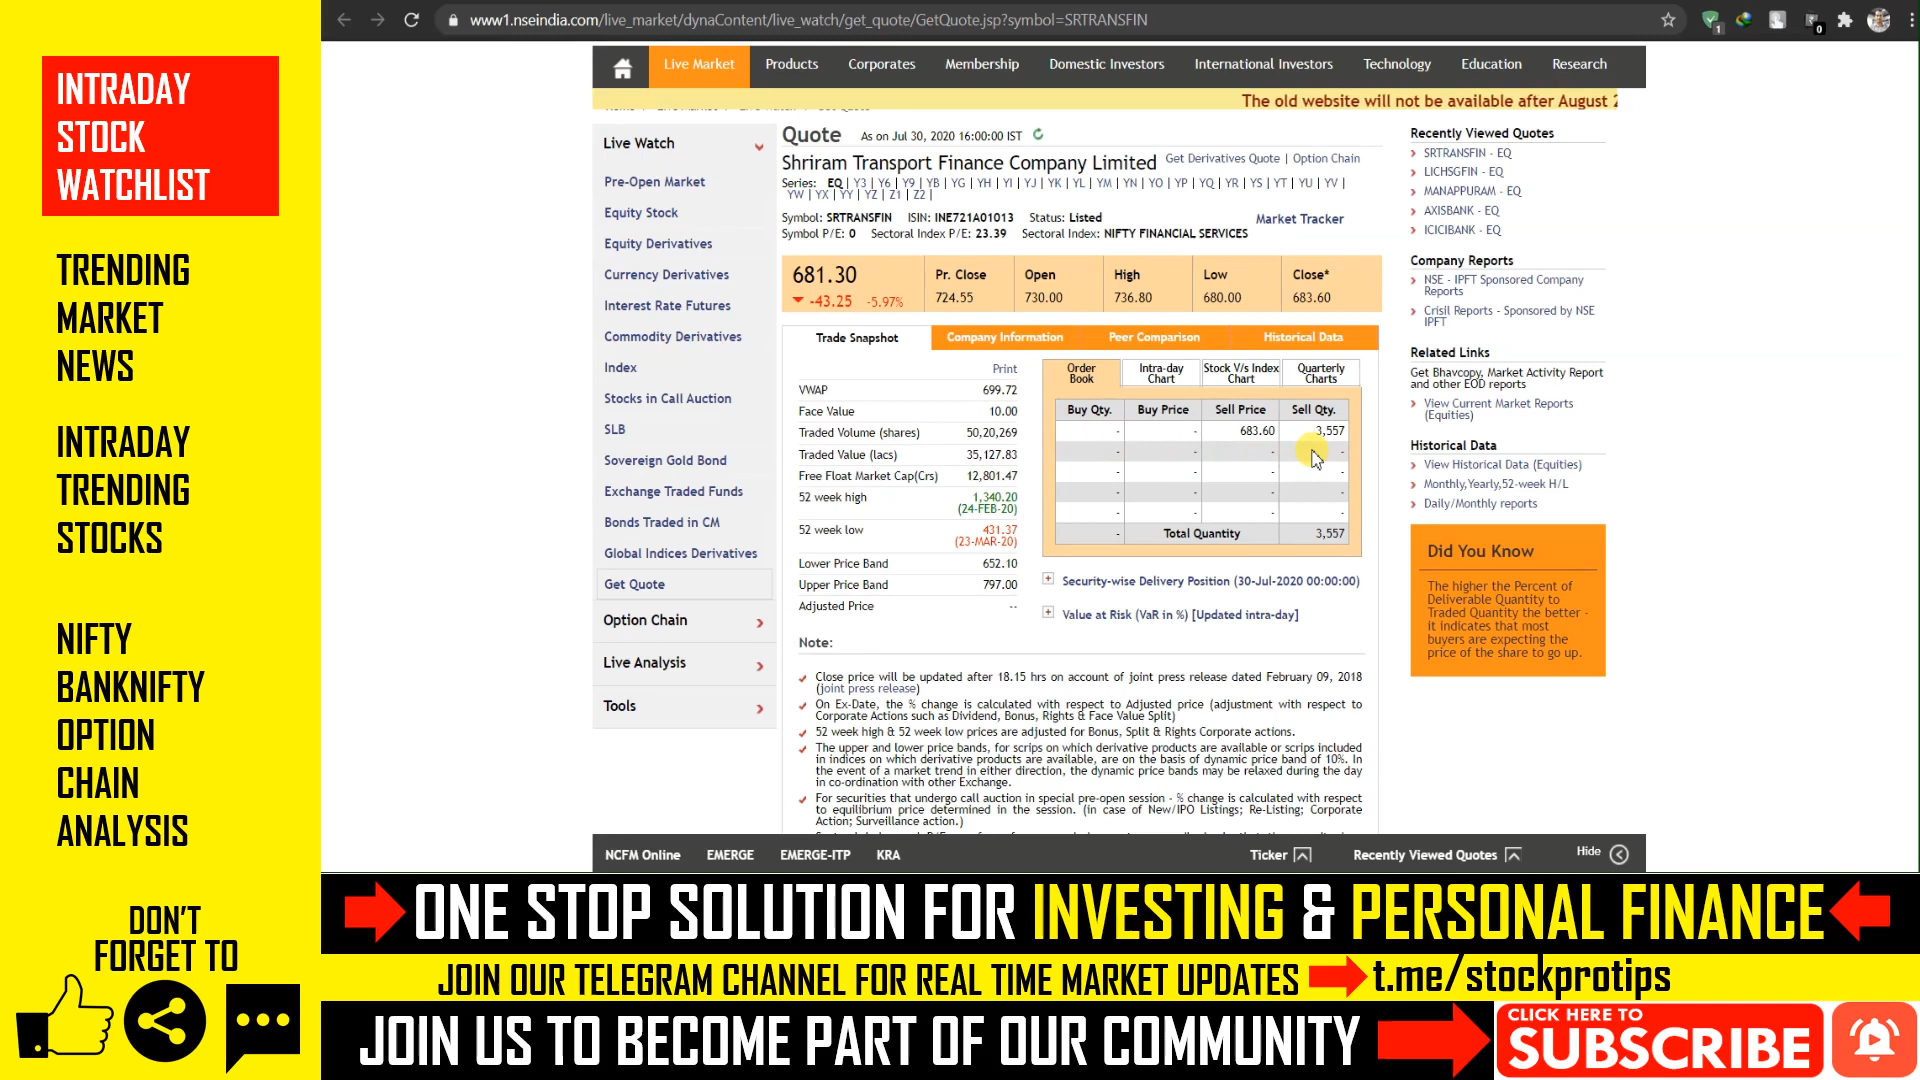 INTRADAY
STOCK
WATCHLIST
TRENDING
MARKET
NEWS
INTRADAY
TRENDING
STOCKS
NIFTY
BANKNIFTY
OPTION
CHAIN
ANALYSIS
DON'T
FORGET TO
www1.nseindia.com/live_market/dynaContent/live_watch/get_quote/GetQuote.jsp?symbol=SRTRANSFIN
1
0
Live Market
Products
Corporates
Membership
Domestic Investors
International Investors
Technology
Education
Research
The old website will not be available after August 2
Live Watch
Pre-Open Market
Equity Stock
Equity Derivatives
Currency Derivatives
Interest Rate Futures
Commodity Derivatives
Index
Stocks in Call Auction
SLB
Sovereign Gold Bond
Exchange Traded Funds
Bonds Traded in CM
Global Indices Derivatives
Get Quote
Option Chain
Live Analysis
Tools
Quote As on Jul 30, 2020 16:00:00 IST
Shriram Transport Finance Company Limited Get Derivatives Quote | Option Chain
Series: EQ | Y3 | Y6 | Y9 | YB | YG | YH | YI | YJ | YK | YL | YM | YN | YO | YP | YQ | YR | YS | YT | YU | YV |
YW | YX | YY | YZ | Z1 | Z2 |
Symbol: SRTRANSFIN ISIN: INE721A01013 Status: Listed Market Tracker
Symbol P/E: 0 Sectoral Index P/E: 23.39 Sectoral Index: NIFTY FINANCIAL SERVICES
681.30 Pr. Close Open High Low Close*
-43.25 -5.97% 724.55 730.00 736.80 680.00 683.60
Trade Snapshot Company Information Peer Comparison Historical Data
Print
VWAP 699.72
Face Value 10.00
Traded Volume (shares) 50,20,269
Traded Value (lacs) 35,127.83
Free Float Market Cap(Crs) 12,801.47
52 week high 1,340.20
(24-FEB-20)
52 week low 431.37
(23-MAR-20)
Lower Price Band 652.10
Upper Price Band 797.00
Adjusted Price --
Order Book
Intra-day Chart
Stock V/s Index Chart
Quarterly Charts
Buy Qty. Buy Price Sell Price Sell Qty.
- - 683.60 3,557
- - - -
- - - -
- - - -
- - - -
- Total Quantity 3,557
Security-wise Delivery Position (30-Jul-2020 00:00:00)
Value at Risk (VaR in %) [Updated intra-day]
Note:
Close price will be updated after 18.15 hrs on account of joint press release dated February 09, 2018
(joint press release)
On Ex-Date, the % change is calculated with respect to Adjusted price (adjustment with respect to
Corporate Actions such as Dividend, Bonus, Rights & Face Value Split)
52 week high & 52 week low prices are adjusted for Bonus, Split & Rights Corporate actions.
The upper and lower price bands, for scrips on which derivative products are available or scrips included
in indices on which derivative products are available, are on the basis of dynamic price band of 10%. In
the event of a market trend in either direction, the dynamic price bands may be relaxed during the day
in co-ordination with other Exchange.
For securities that undergo call auction in special pre-open session - % change is calculated with respect
to equilibrium price determined in the session. (in case of New/IPO Listings; Re-Listing; Corporate
Action; Surveillance action.)
Recently Viewed Quotes
SRTRANSFIN - EQ
LICHSGFIN - EQ
MANAPPURAM - EQ
AXISBANK - EQ
ICICIBANK - EQ
Company Reports
NSE - IPFT Sponsored Company
Reports
Crisil Reports - Sponsored by NSE
IPFT
Related Links
Get Bhavcopy, Market Activity Report
and other EOD reports
View Current Market Reports
(Equities)
Historical Data
View Historical Data (Equities)
Monthly,Yearly,52-week H/L
Daily/Monthly reports
Did You Know
The higher the Percent of
Deliverable Quantity to
Traded Quantity the better -
it indicates that most
buyers are expecting the
price of the share to go up.
NCFM Online EMERGE EMERGE-ITP KRA Ticker Recently Viewed Quotes Hide
ONE STOP SOLUTION FOR INVESTING & PERSONAL FINANCE
JOIN OUR TELEGRAM CHANNEL FOR REAL TIME MARKET UPDATES t.me/stockprotips
JOIN US TO BECOME PART OF OUR COMMUNITY
CLICK HERE TO
SUBSCRIBE